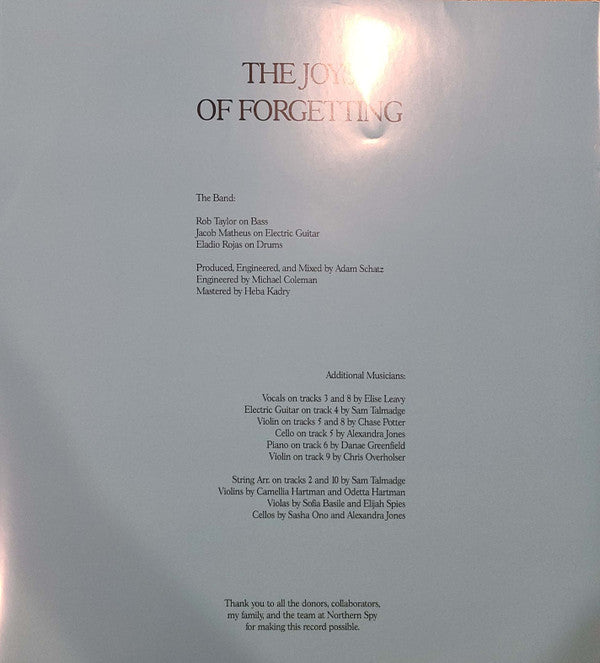 THE JOYS
OF FORGETTING
The Band:
Rob Taylor on Bass
Jacob Matheus on Electric Guitar
Eladio Rojas on Drums
Produced, Engineered, and Mixed by Adam Schatz
Engineered by Michael Coleman
Mastered by Heba Kadry
Additional Musicians:
Vocals on tracks 3 and 8 by Elise Leavy
Electric Guitar on track 4 by Sam Talmadge
Violin on tracks 5 and 8 by Chase Potter
Cello on track 5 by Alexandra Jones
Piano on track 6 by Danae Greenfield
Violin on track 9 by Chris Overholser
String Arr. on tracks 2 and 10 by Sam Talmadge
Violins by Camellia Hartman and Odetta Hartman
Violas by Sofia Basile and Elijah Spies
Cellos by Sasha Ono and Alexandra Jones
Thank you to all the donors, collaborators,
my family, and the team at Northern Spy
for making this record possible.